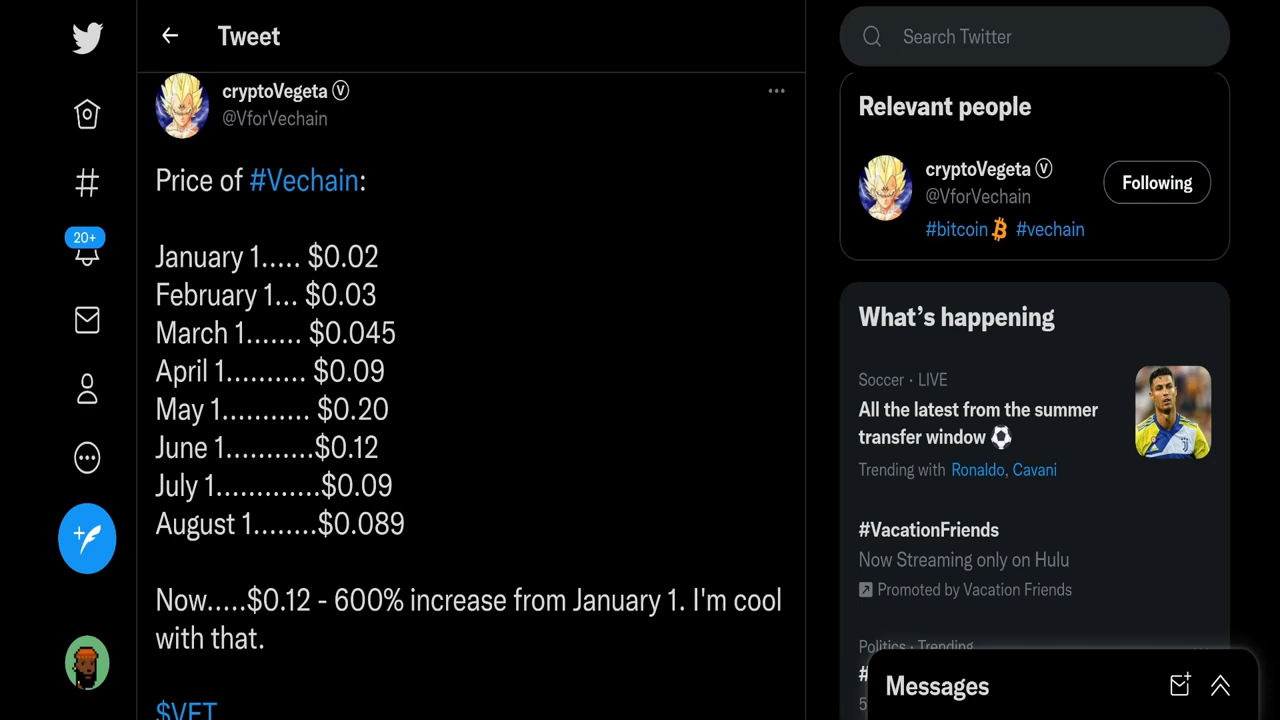 Tweet
Search Twitter
cryptoVegeta Ⓥ
@VforVechain
Price of #Vechain:
January 1..... $0.02
February 1... $0.03
March 1....... $0.045
April 1.......... $0.09
May 1........... $0.20
June 1...........$0.12
July 1.............$0.09
August 1........$0.089
Now.....$0.12 - 600% increase from January 1. I'm cool
with that.
$VET
20+
Relevant people
cryptoVegeta Ⓥ
@VforVechain
Following
#bitcoin #vechain
What's happening
Soccer · LIVE
All the latest from the summer
transfer window ⚽
Trending with Ronaldo, Cavani
#VacationFriends
Now Streaming only on Hulu
Promoted by Vacation Friends
Politics · Trending
#
5
Messages